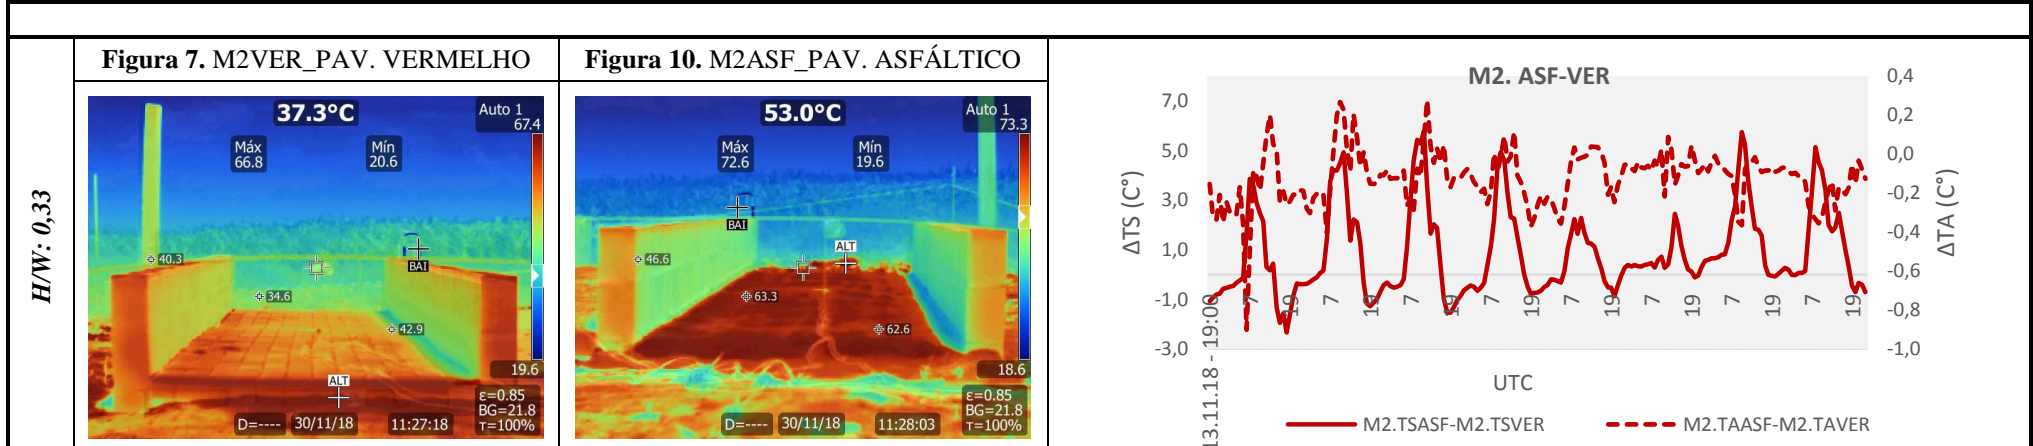 Figura 7. M2VER_PAV. VERMELHO
Figura 10. M2ASF_PAV. ASFÁLTICO
H/W: 0,33
37.3°C
Auto 1
67.4
Máx
66.8
Mín
20.6
40.3
BAI
34.6
42.9
ALT
19.6
ε=0.85
BG=21.8
τ=100%
D=---- 30/11/18 11:27:18
53.0°C
Auto 1
73.3
Máx
72.6
Mín
19.6
BAI
ALT
46.6
63.3
62.6
18.6
ε=0.85
BG=21.8
τ=100%
D=---- 30/11/18 11:28:03
M2. ASF-VER
ΔTS (C°)
7,0
5,0
3,0
1,0
-1,0
-3,0
0,4
0,2
0,0
-0,2
-0,4
-0,6
-0,8
-1,0
ΔTA (C°)
13.11.18 - 19:00
7
19
7
19
7
19
7
19
7
19
7
19
7
19
7
19
UTC
M2.TSASF-M2.TSVER
M2.TAASF-M2.TAVER